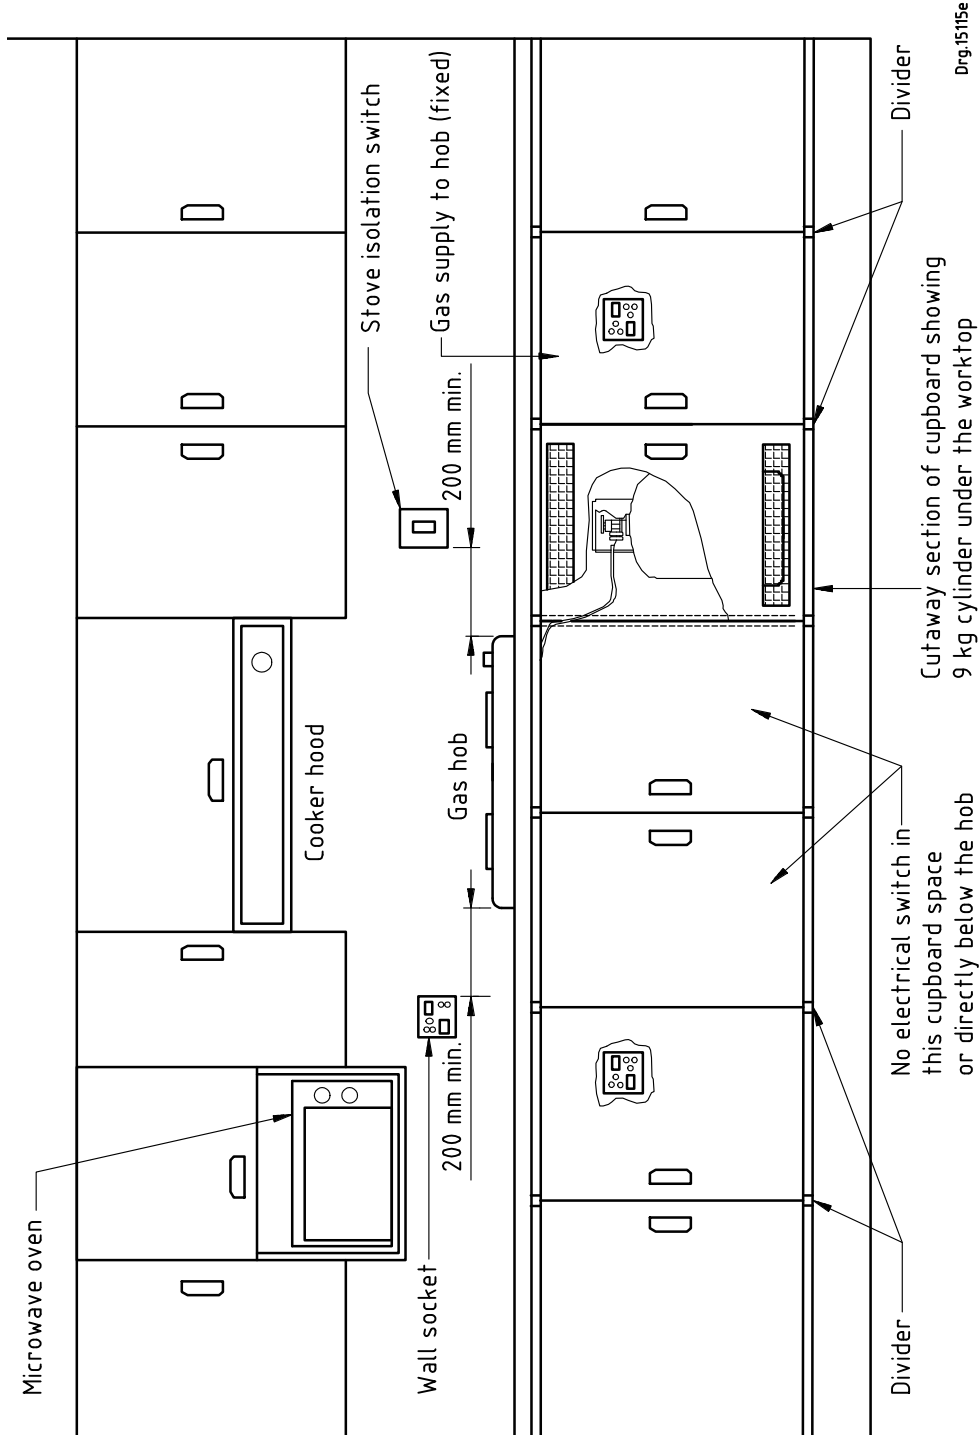 Microwave oven
Wall socket
200 mm min.
Cooker hood
Gas hob
200 mm min.
Stove isolation switch
Gas supply to hob (fixed)
Divider
No electrical switch in
this cupboard space
or directly below the hob
Cutaway section of cupboard showing
9 kg cylinder under the worktop
Divider
Drg.15115e